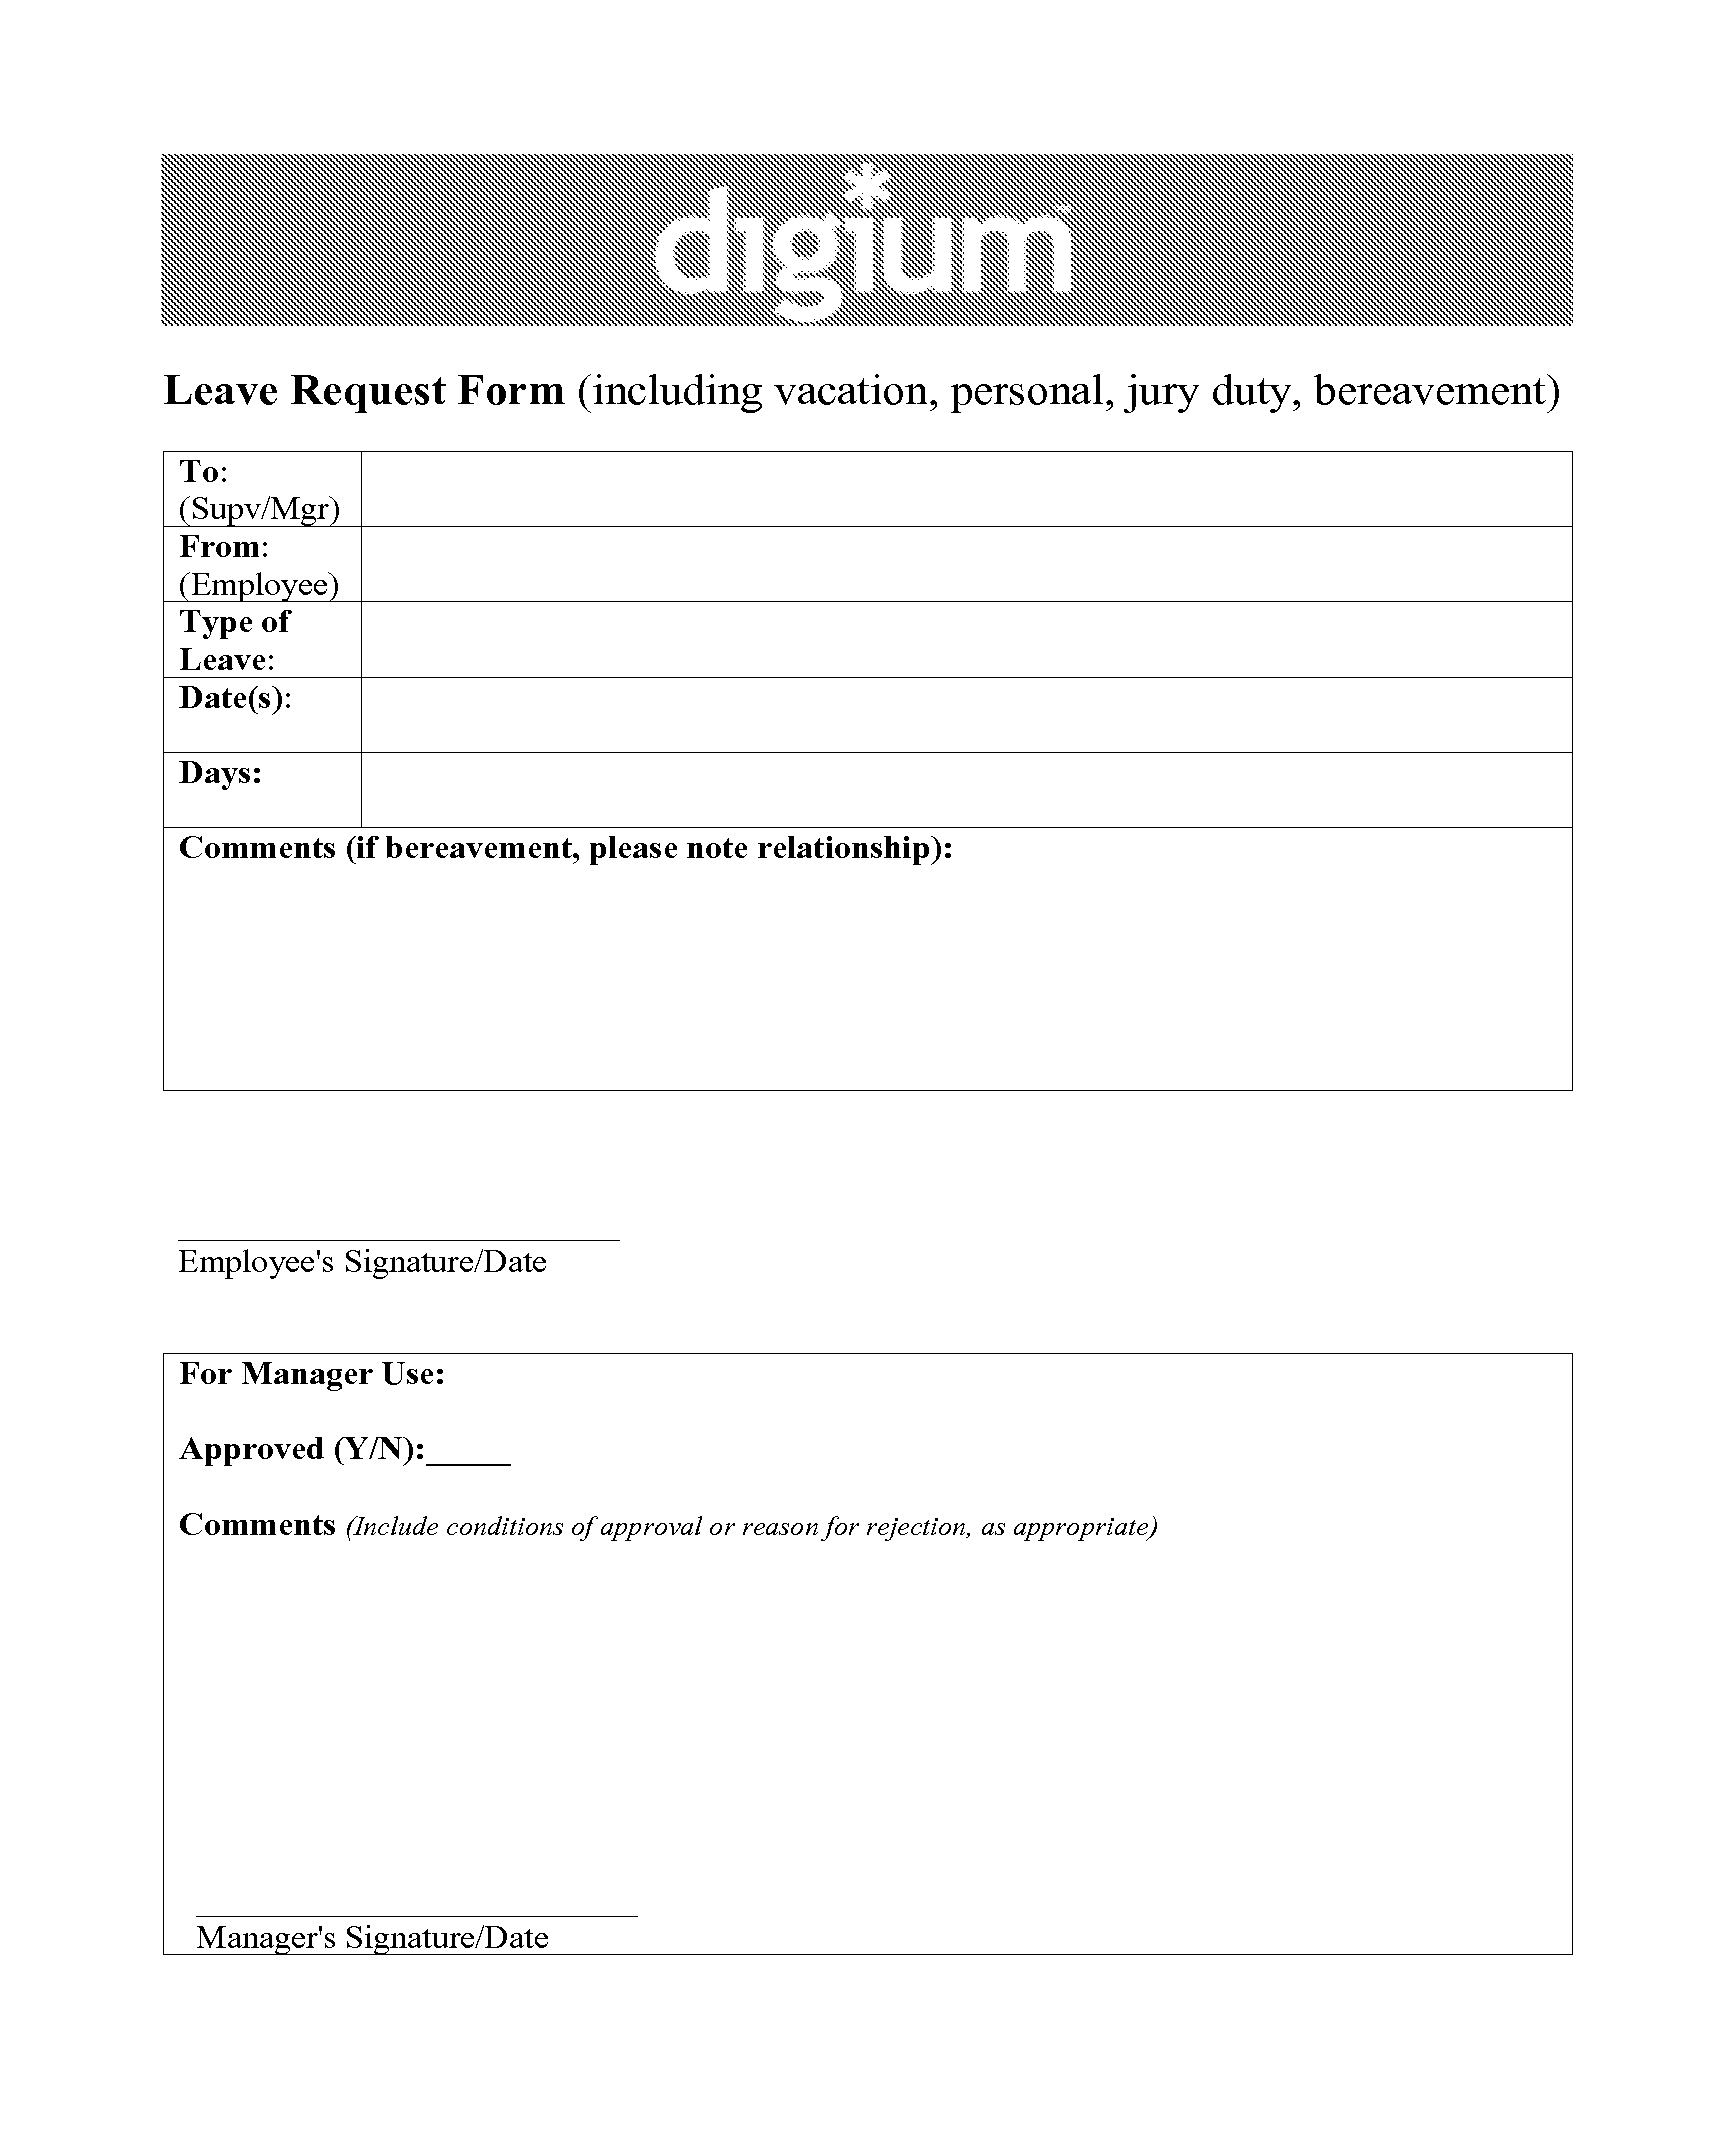 digium
Leave Request Form (including vacation, personal, jury duty, bereavement)
To:
(Supv/Mgr)
From:
(Employee)
Type of
Leave:
Date(s):
Days:
Comments (if bereavement, please note relationship):
Employee's Signature/Date
For Manager Use:
Approved (Y/N):_____
Comments (Include conditions of approval or reason for rejection, as appropriate)
Manager's Signature/Date